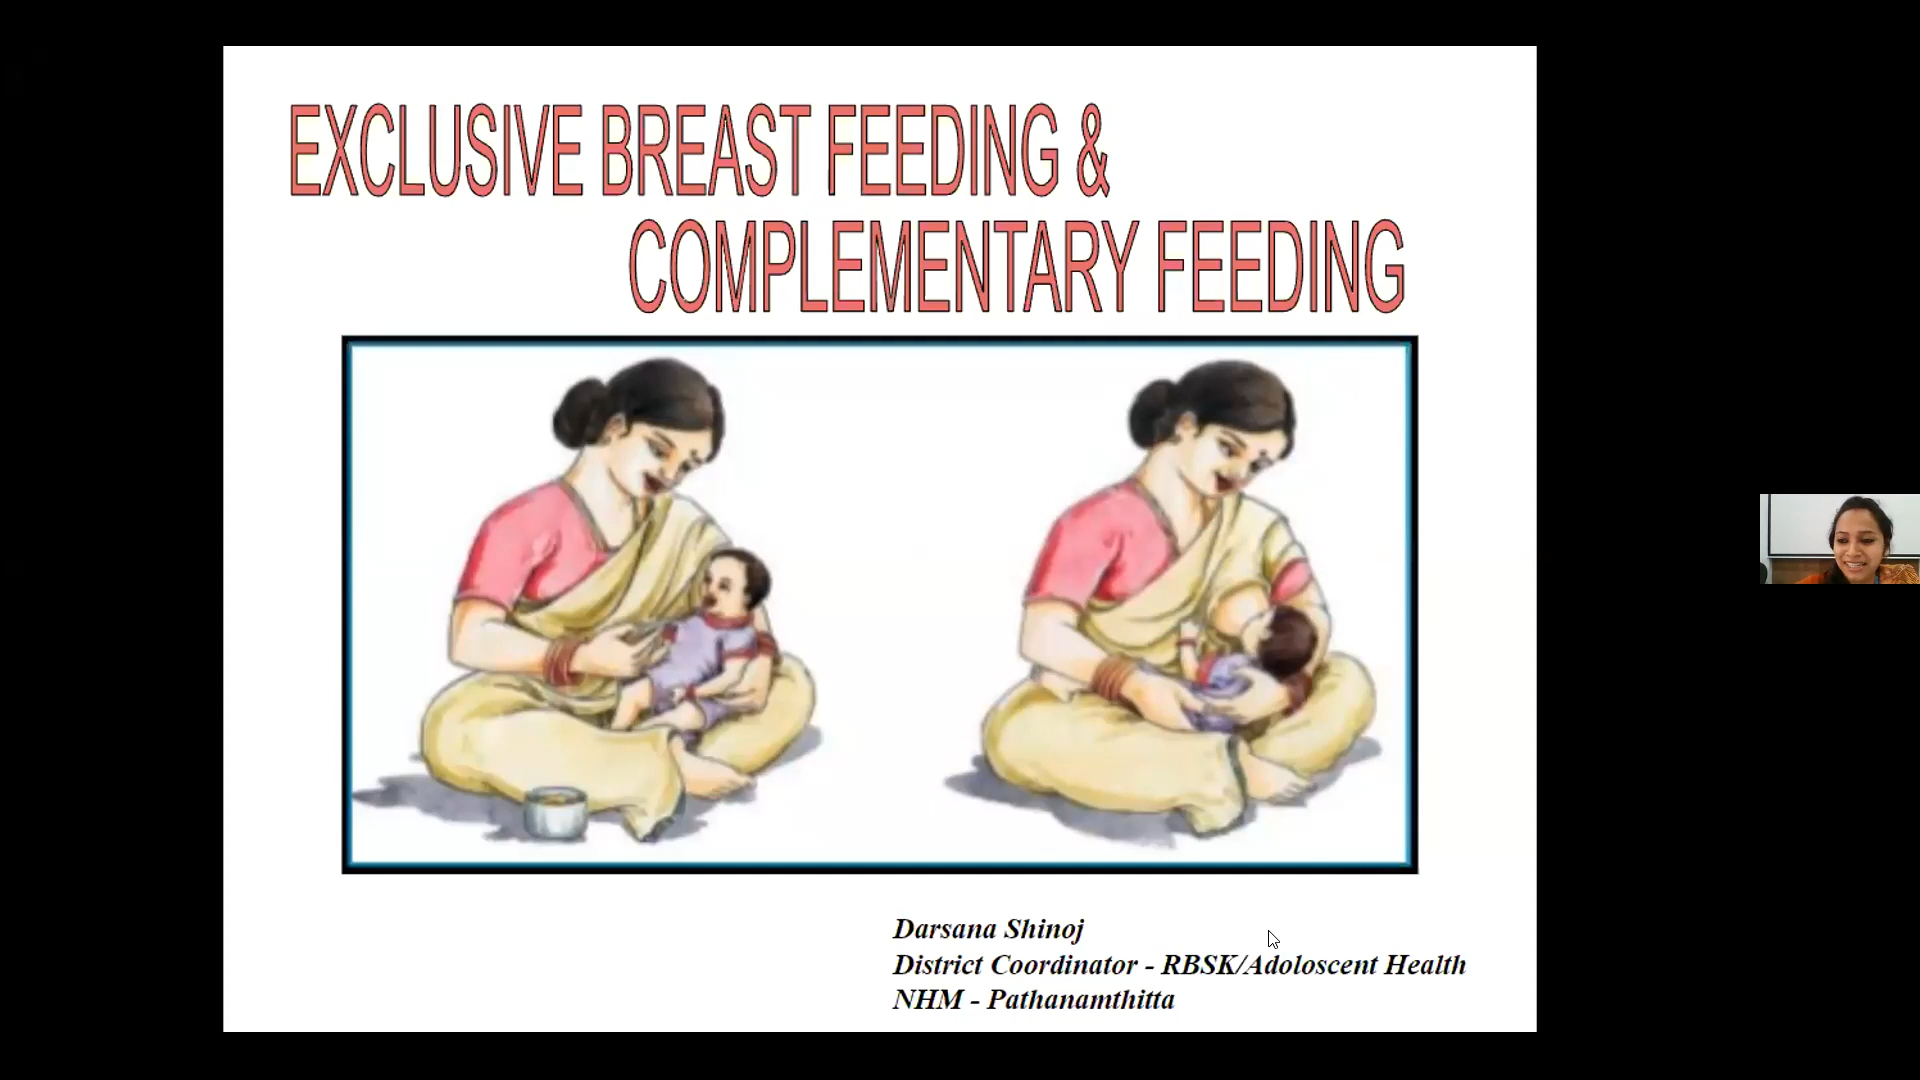 EXCLUSIVE BREAST FEEDING &
COMPLEMENTARY FEEDING
Darsana Shinoj
District Coordinator - RBSK/Adoloscent Health
NHM - Pathanamthitta